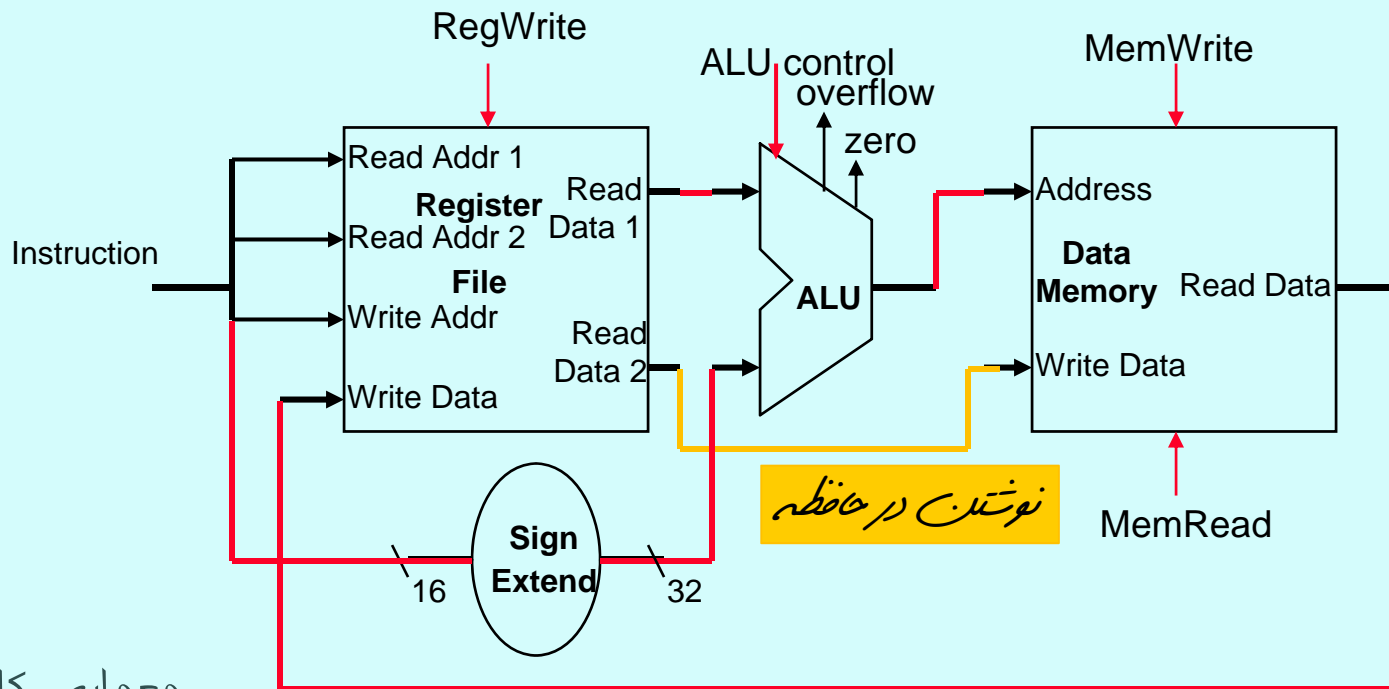 RegWrite
ALU control
overflow
zero
MemWrite
Read Addr 1
Register
Read Addr 2
File
Write Addr
Write Data
Read
Data 1
Read
Data 2
Instruction
ALU
Address
Data
Memory
Read Data
Write Data
نوشتن در حافظه
MemRead
Sign
Extend
16
32